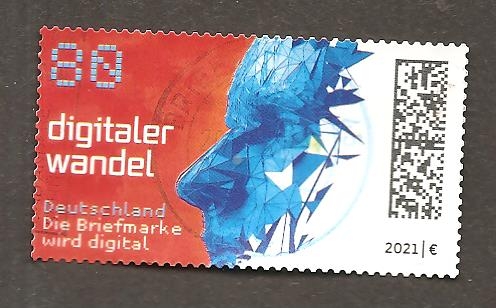 80
digitaler
wandel
Deutschland
Die Briefmarke
wird digital
2021 | €